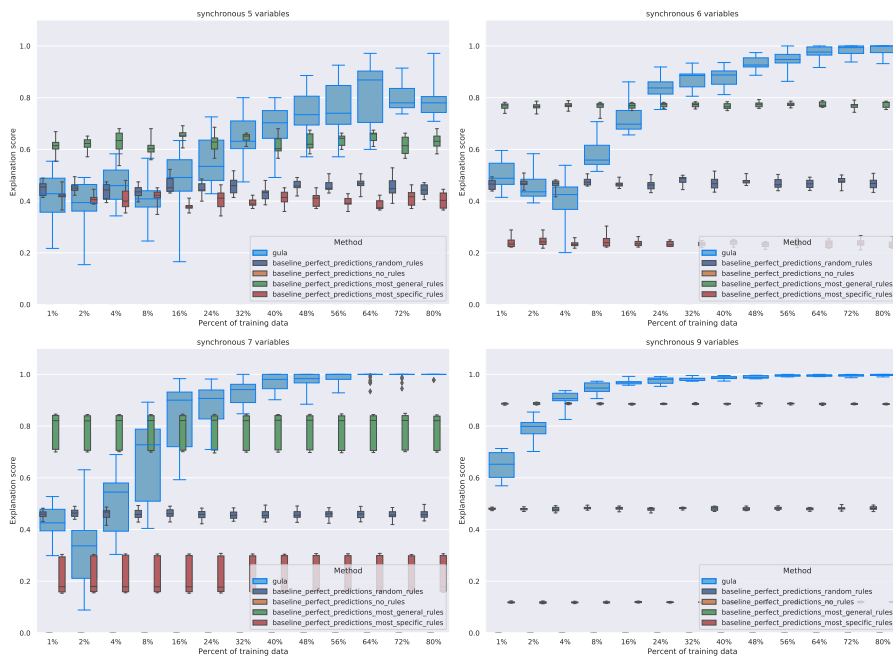 synchronous 5 variables
1.0
0.8
0.6
0.4
0.2
0.0
Explanation score
1% 2% 4% 8% 16% 24% 32% 40% 48% 56% 64% 72% 80%
Percent of training data
Method
gula
baseline_perfect_predictions_random_rules
baseline_perfect_predictions_no_rules
baseline_perfect_predictions_most_general_rules
baseline_perfect_predictions_most_specific_rules
synchronous 6 variables
1.0
0.8
0.6
0.4
0.2
0.0
Explanation score
1% 2% 4% 8% 16% 24% 32% 40% 48% 56% 64% 72% 80%
Percent of training data
Method
gula
baseline_perfect_predictions_random_rules
baseline_perfect_predictions_no_rules
baseline_perfect_predictions_most_general_rules
baseline_perfect_predictions_most_specific_rules
synchronous 7 variables
1.0
0.8
0.6
0.4
0.2
0.0
Explanation score
1% 2% 4% 8% 16% 24% 32% 40% 48% 56% 64% 72% 80%
Percent of training data
Method
gula
baseline_perfect_predictions_random_rules
baseline_perfect_predictions_no_rules
baseline_perfect_predictions_most_general_rules
baseline_perfect_predictions_most_specific_rules
synchronous 9 variables
1.0
0.8
0.6
0.4
0.2
0.0
Explanation score
1% 2% 4% 8% 16% 24% 32% 40% 48% 56% 64% 72% 80%
Percent of training data
Method
gula
baseline_perfect_predictions_random_rules
baseline_perfect_predictions_no_rules
baseline_perfect_predictions_most_general_rules
baseline_perfect_predictions_most_specific_rules